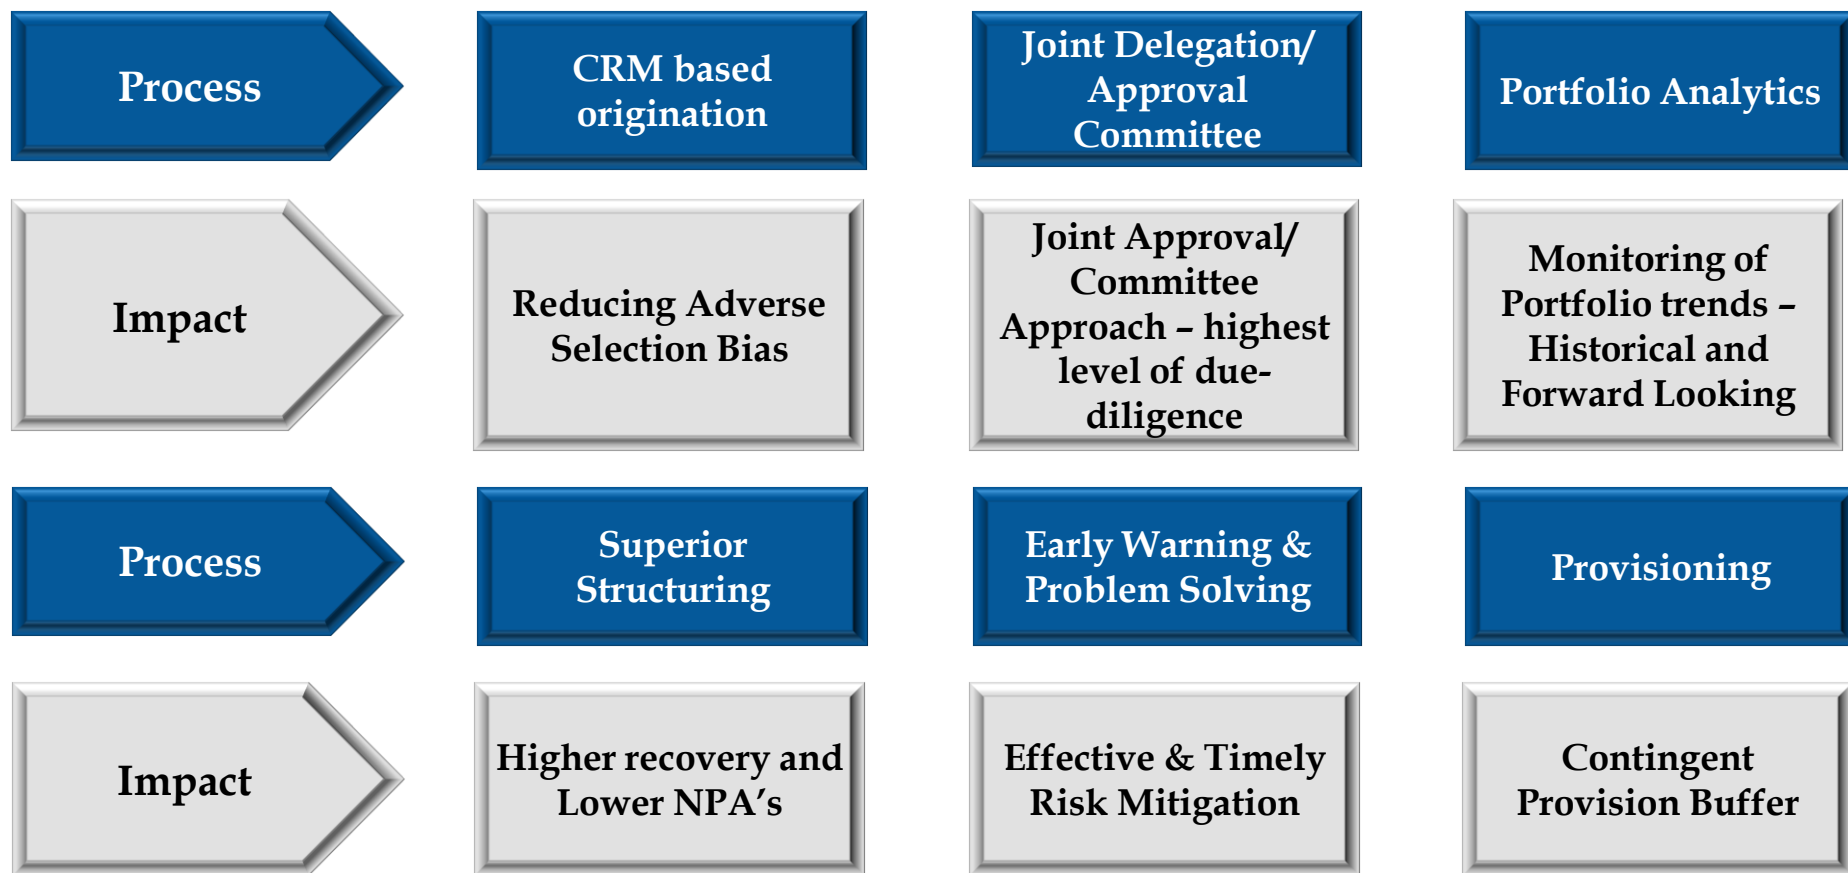 Process
CRM based
origination
Joint Delegation/
Approval
Committee
Portfolio Analytics
Impact
Reducing Adverse
Selection Bias
Joint Approval/
Committee
Approach – highest
level of due-
diligence
Monitoring of
Portfolio trends –
Historical and
Forward Looking
Process
Superior
Structuring
Early Warning &
Problem Solving
Provisioning
Impact
Higher recovery and
Lower NPA’s
Effective & Timely
Risk Mitigation
Contingent
Provision Buffer